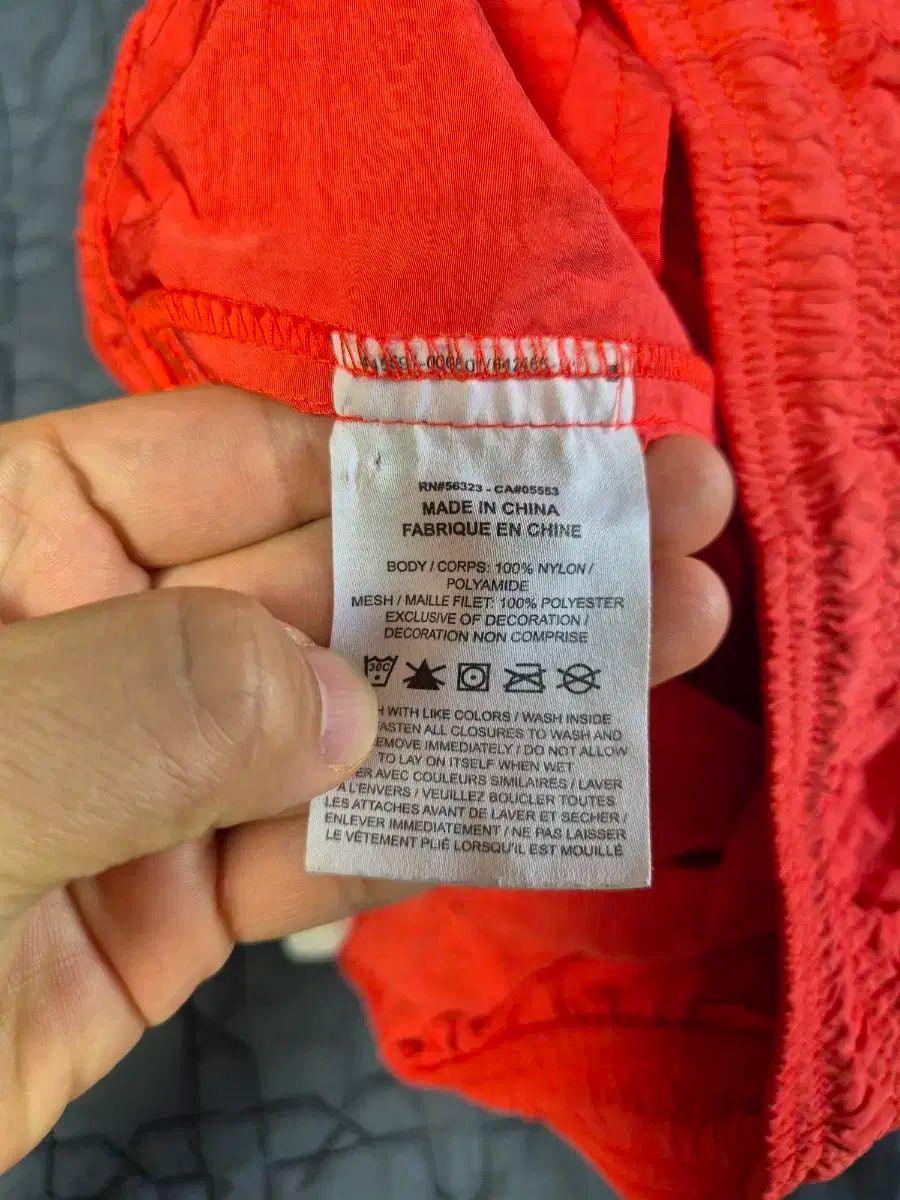 RN#56323 - CA#05553
MADE IN CHINA
FABRIQUE EN CHINE
BODY / CORPS: 100% NYLON /
POLYAMIDE
MESH / MAILLE FILET: 100% POLYESTER
EXCLUSIVE OF DECORATION /
DECORATION NON COMPRISE
30C
WITH LIKE COLORS / WASH INSIDE
FASTEN ALL CLOSURES TO WASH AND
EMOVE IMMEDIATELY / DO NOT ALLOW
TO LAY ON ITSELF WHEN WET
ER AVEC COULEURS SIMILAIRES / LAVER
A L'ENVERS / VEUILLEZ BOUCLER TOUTES
LES ATTACHES AVANT DE LAVER ET SECHER /
ENLEVER IMMEDIATEMENT / NE PAS LAISSER
LE VÊTEMENT PLIÉ LORSQU'IL EST MOUILLÉ